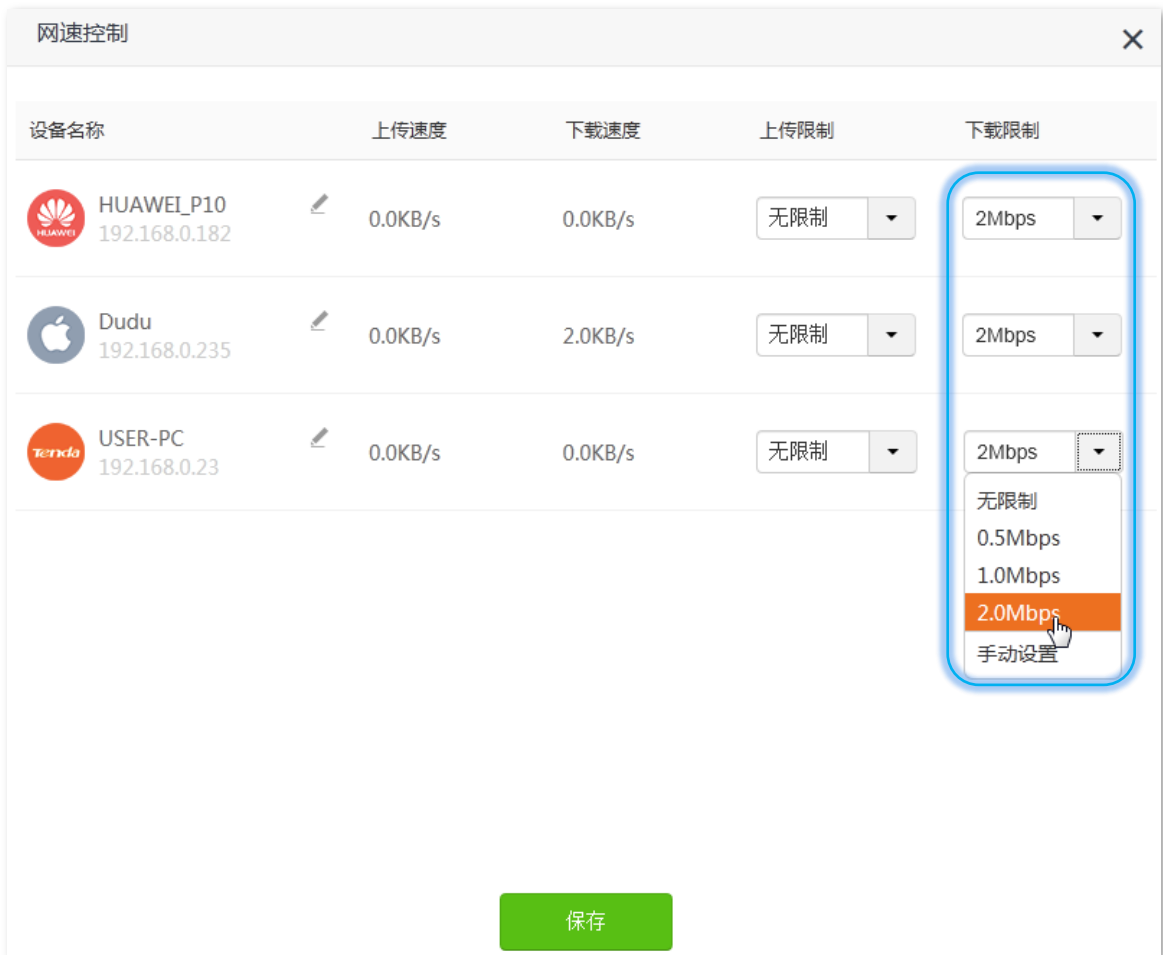 网速控制
设备名称 上传速度 下载速度 上传限制 下载限制
HUAWEI HUAWEI_P10 0.0KB/s 0.0KB/s 无限制 2Mbps
192.168.0.182
Dudu 0.0KB/s 2.0KB/s 无限制 2Mbps
192.168.0.235
Tenda USER-PC 0.0KB/s 0.0KB/s 无限制 2Mbps
192.168.0.23
无限制
0.5Mbps
1.0Mbps
2.0Mbps
手动设置
保存